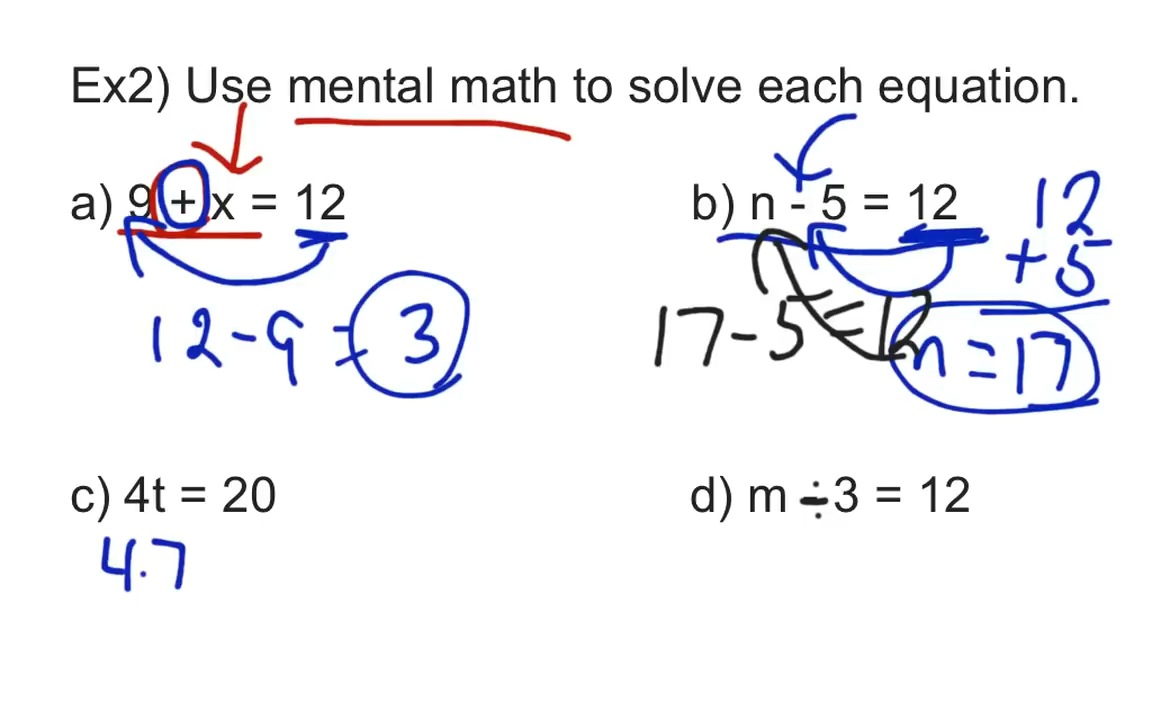 Ex2) Use mental math to solve each equation.
a) 9 + x = 12
12 - 9 = 3
b) n - 5 = 12
12
+ 5
17 - 5 = 12
n = 17
c) 4t = 20
4.7
d) m ÷ 3 = 12